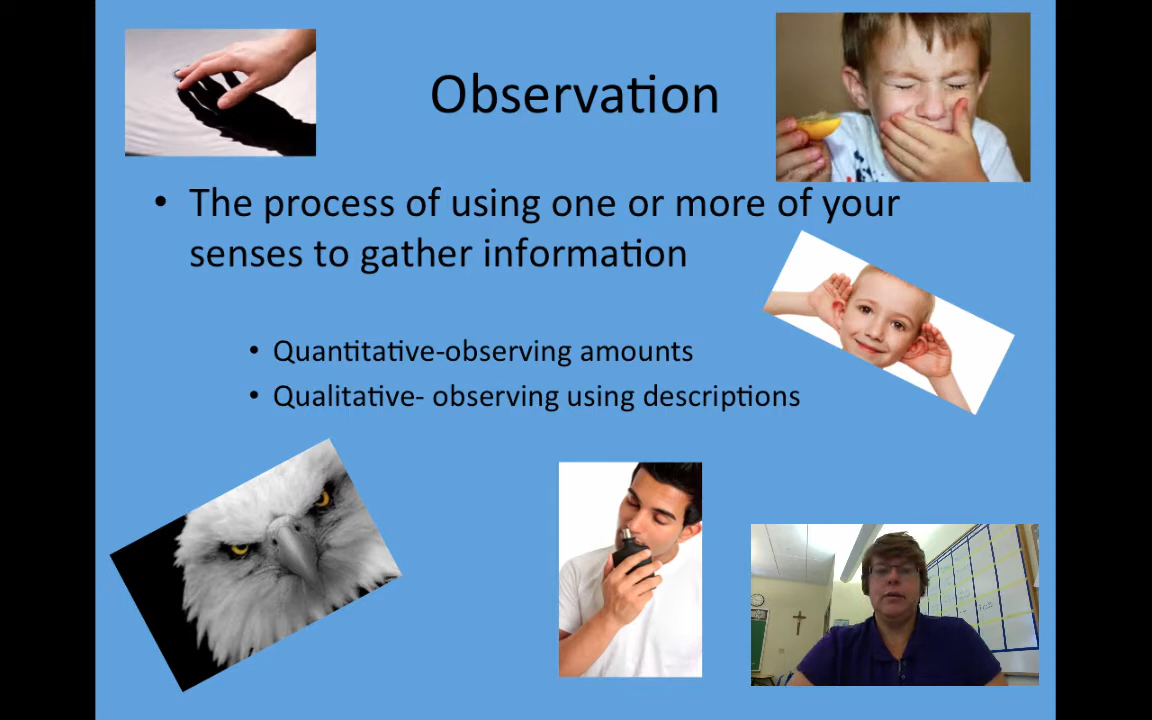 Observation
• The process of using one or more of your
senses to gather information
• Quantitative-observing amounts
• Qualitative- observing using descriptions